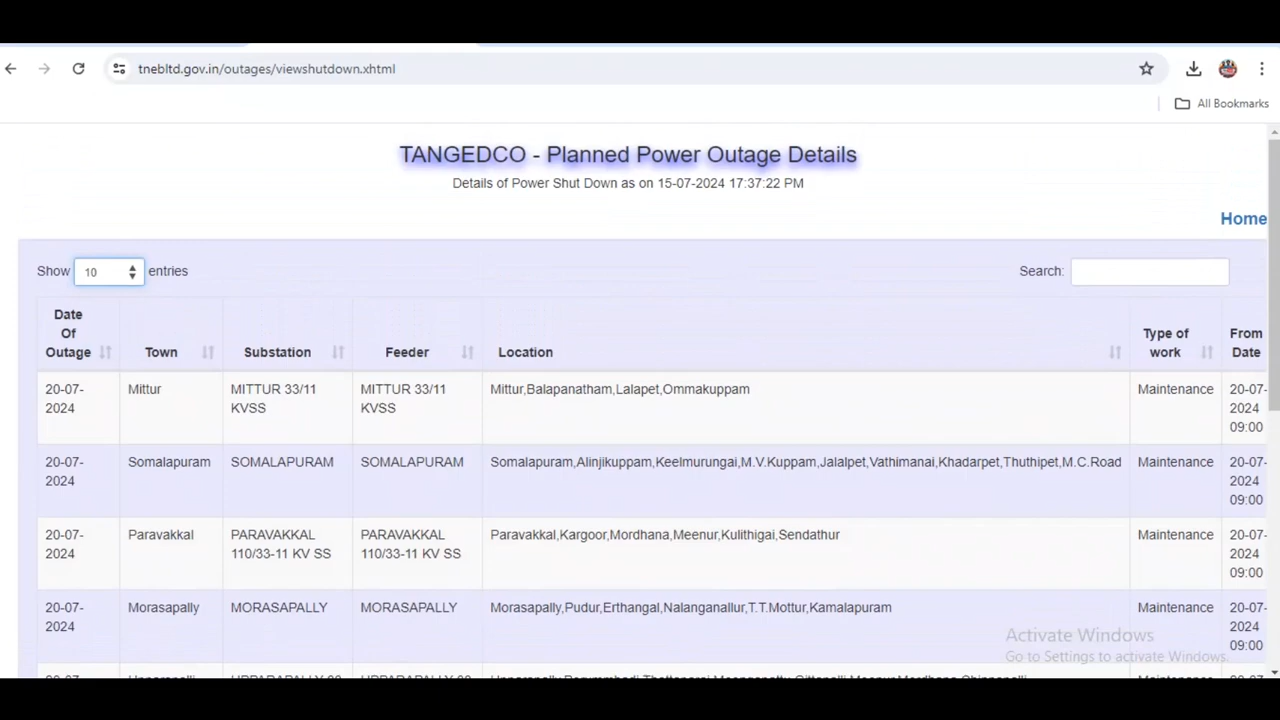 tnebltd.gov.in/outages/viewshutdown.xhtml
All Bookmarks
TANGEDCO - Planned Power Outage Details
Details of Power Shut Down as on 15-07-2024 17:37:22 PM
Home
Show 10 entries Search:
Date Of Outage Town Substation Feeder Location Type of work From Date
20-07-2024 Mittur MITTUR 33/11 KVSS MITTUR 33/11 KVSS Mittur,Balapanatham,Lalapet,Ommakuppam Maintenance 20-07-2024 09:00
20-07-2024 Somalapuram SOMALAPURAM SOMALAPURAM Somalapuram,Alinjikuppam,Keelmurungai,M.V.Kuppam,Jalalpet,Vathimanai,Khadarpet,Thuthipet,M.C.Road Maintenance 20-07-2024 09:00
20-07-2024 Paravakkal PARAVAKKAL 110/33-11 KV SS PARAVAKKAL 110/33-11 KV SS Paravakkal,Kargoor,Mordhana,Meenur,Kulithigai,Sendathur Maintenance 20-07-2024 09:00
20-07-2024 Morasapally MORASAPALLY MORASAPALLY Morasapally,Pudur,Erthangal,Nalanganallur,T.T.Mottur,Kamalapuram Maintenance 20-07-2024 09:00
Activate Windows
Go to Settings to activate Windows.